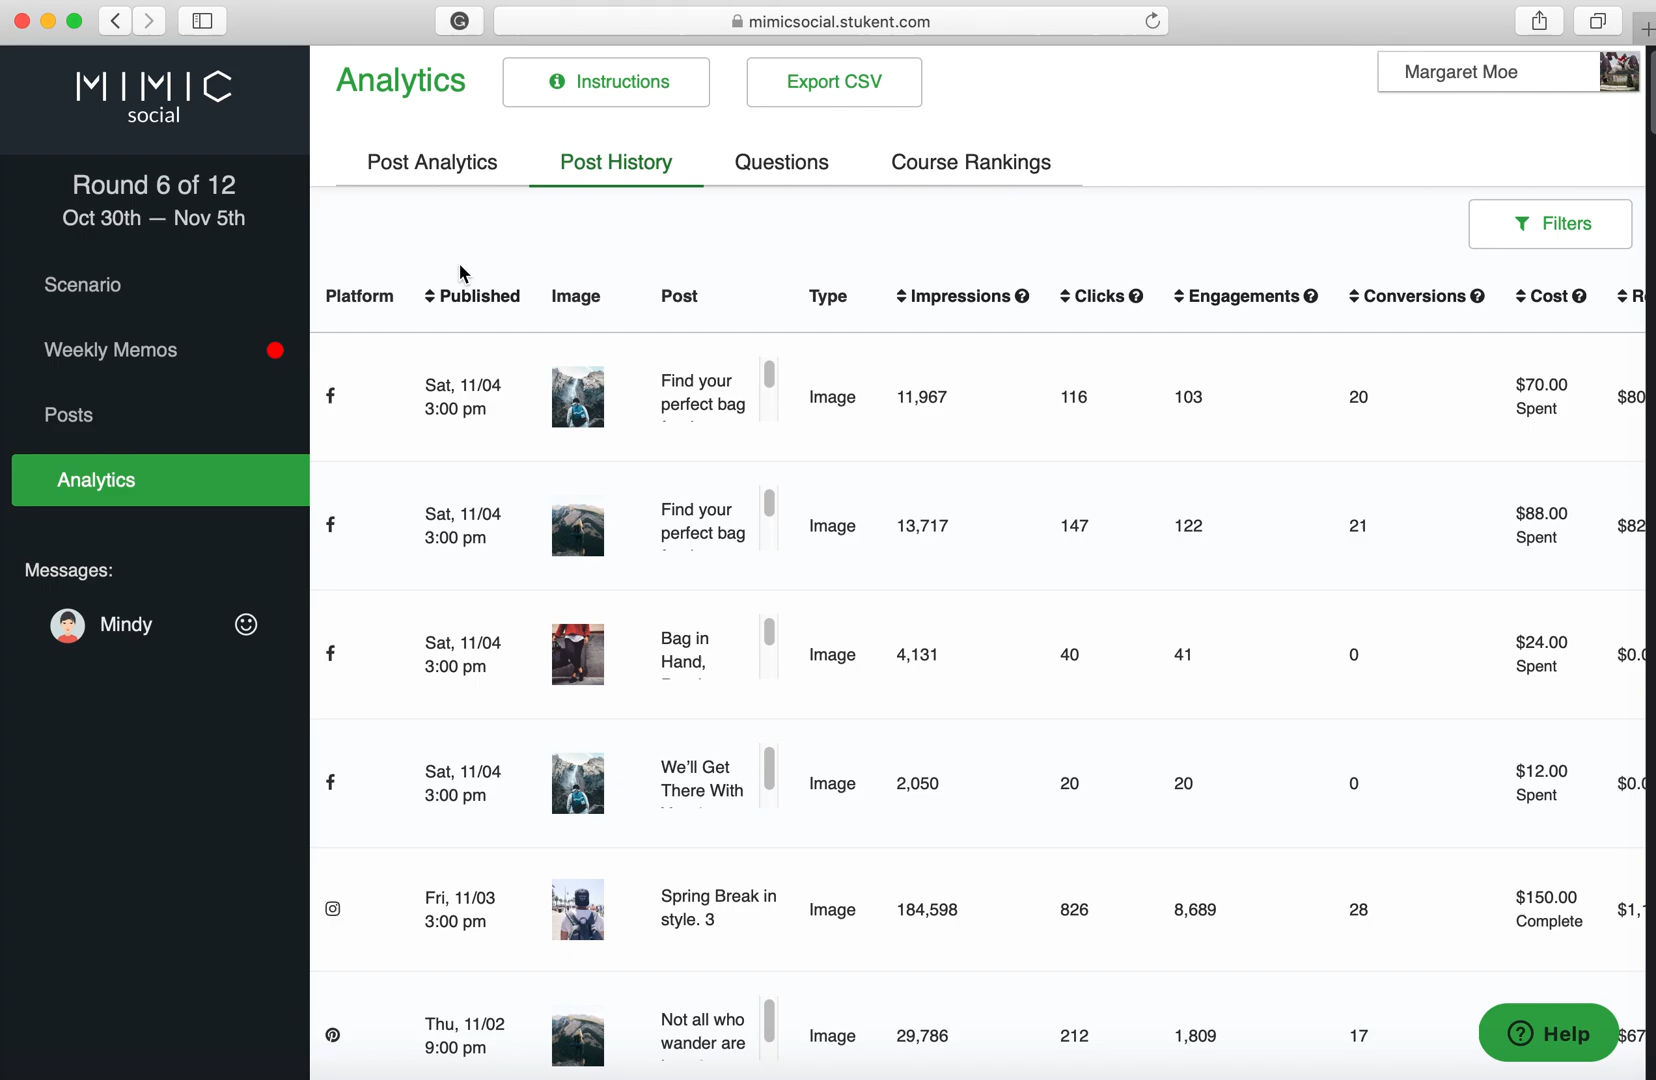 mimicsocial.stukent.com
MIMIC
social
Analytics
Instructions
Export CSV
Margaret Moe
Round 6 of 12
Oct 30th — Nov 5th
Post Analytics
Post History
Questions
Course Rankings
Filters
Scenario
Weekly Memos
Posts
Analytics
Messages:
Mindy
Platform
Published
Image
Post
Type
Impressions
Clicks
Engagements
Conversions
Cost
Sat, 11/04
3:00 pm
Find your
perfect bag
Image
11,967
116
103
20
$70.00
Spent
$80
Sat, 11/04
3:00 pm
Find your
perfect bag
Image
13,717
147
122
21
$88.00
Spent
$82
Sat, 11/04
3:00 pm
Bag in
Hand,
Image
4,131
40
41
0
$24.00
Spent
$0.0
Sat, 11/04
3:00 pm
We'll Get
There With
Image
2,050
20
20
0
$12.00
Spent
$0.0
Fri, 11/03
3:00 pm
Spring Break in
style. 3
Image
184,598
826
8,689
28
$150.00
Complete
$1,
Thu, 11/02
9:00 pm
Not all who
wander are
Image
29,786
212
1,809
17
$67
Help